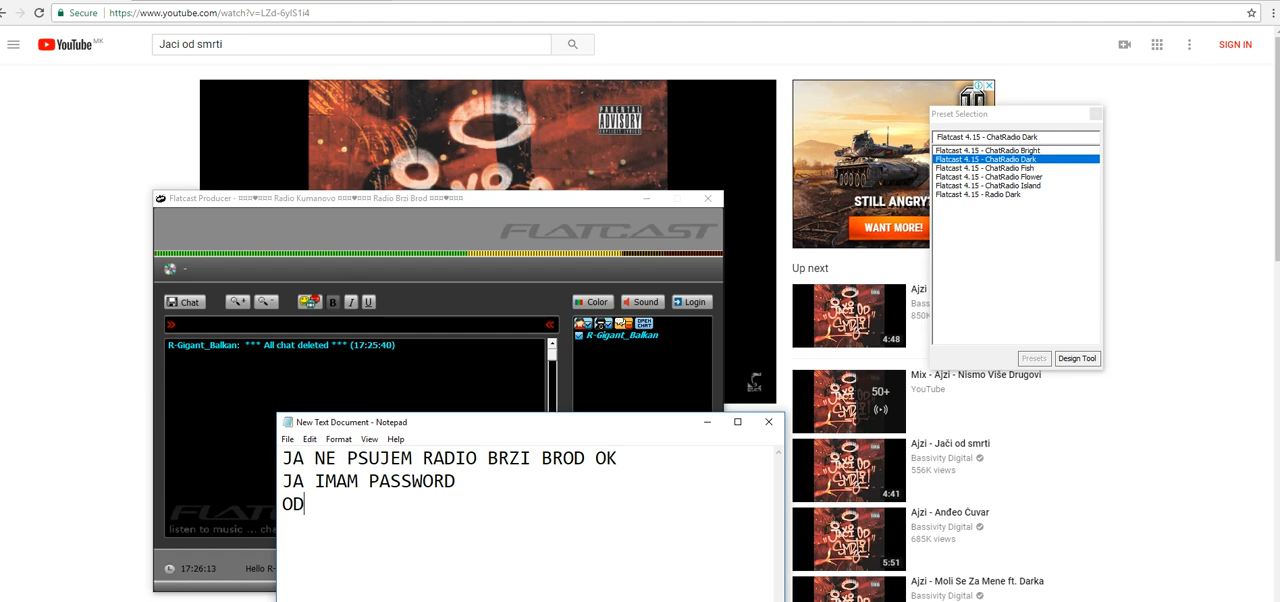 Secure https://www.youtube.com/watch?v=LZd-6yIS1i4
YouTube MK
Jaci od smrti
SIGN IN
PARENTAL
ADVISORY
STILL ANGRY
WANT MORE!
Preset Selection
Flatcast 4.15 - ChatRadio Dark
Flatcast 4.15 - ChatRadio Bright
Flatcast 4.15 - ChatRadio Dark
Flatcast 4.15 - ChatRadio Fish
Flatcast 4.15 - ChatRadio Flower
Flatcast 4.15 - ChatRadio Island
Flatcast 4.15 - Radio Dark
Presets
Design Tool
Flatcast Producer - ¤¤¤♥¤¤¤ Radio Kumanovo ¤¤¤♥¤¤¤ Radio Brzi Brod ¤¤¤♥¤¤¤
FLATCAST
Chat
B I U
Color
Sound
Login
OPEN
CHAT
R-Gigant_Balkan
R-Gigant_Balkan: *** All chat deleted *** (17:25:40)
listen to music ... cha
17:26:13 Hello R-
New Text Document - Notepad
File Edit Format View Help
JA NE PSUJEM RADIO BRZI BROD OK
JA IMAM PASSWORD
OD
Up next
Ajzi
Bass
850K
4:48
Mix - Ajzi - Nismo Više Drugovi
YouTube
50+
Ajzi - Jači od smrti
Bassivity Digital
556K views
4:41
Ajzi - Anđeo Čuvar
Bassivity Digital
685K views
5:51
Ajzi - Moli Se Za Mene ft. Darka
Bassivity Digital